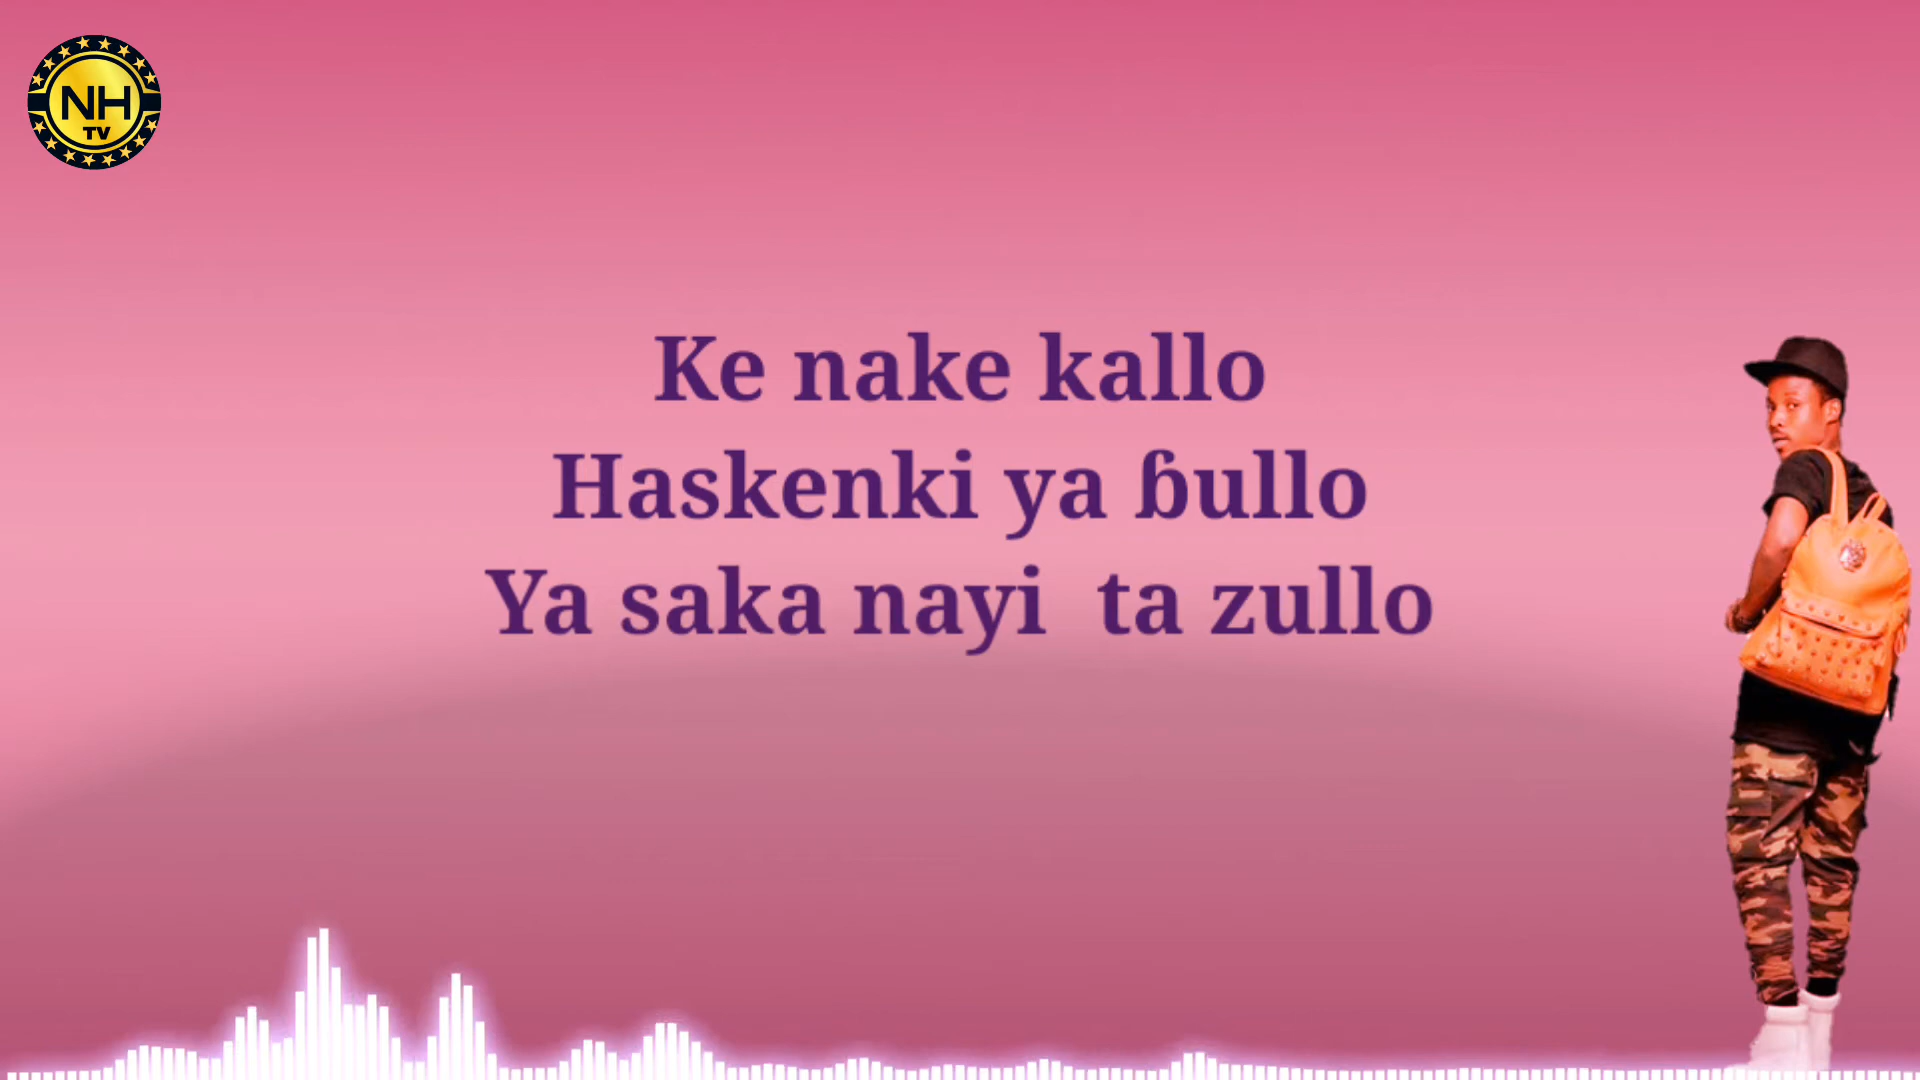 NH
TV
Ke nake kallo
Haskenki ya ɓullo
Ya saka nayi  ta zullo